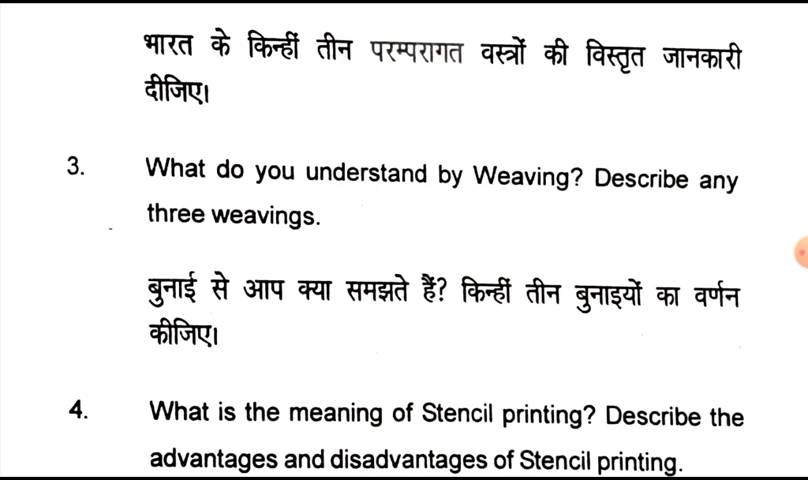 भारत के किन्हीं तीन परम्परागत वस्त्रों की विस्तृत जानकारी
दीजिए।
3. What do you understand by Weaving? Describe any
three weavings.
बुनाई से आप क्या समझते हैं? किन्हीं तीन बुनाइयों का वर्णन
कीजिए।
4. What is the meaning of Stencil printing? Describe the
advantages and disadvantages of Stencil printing.